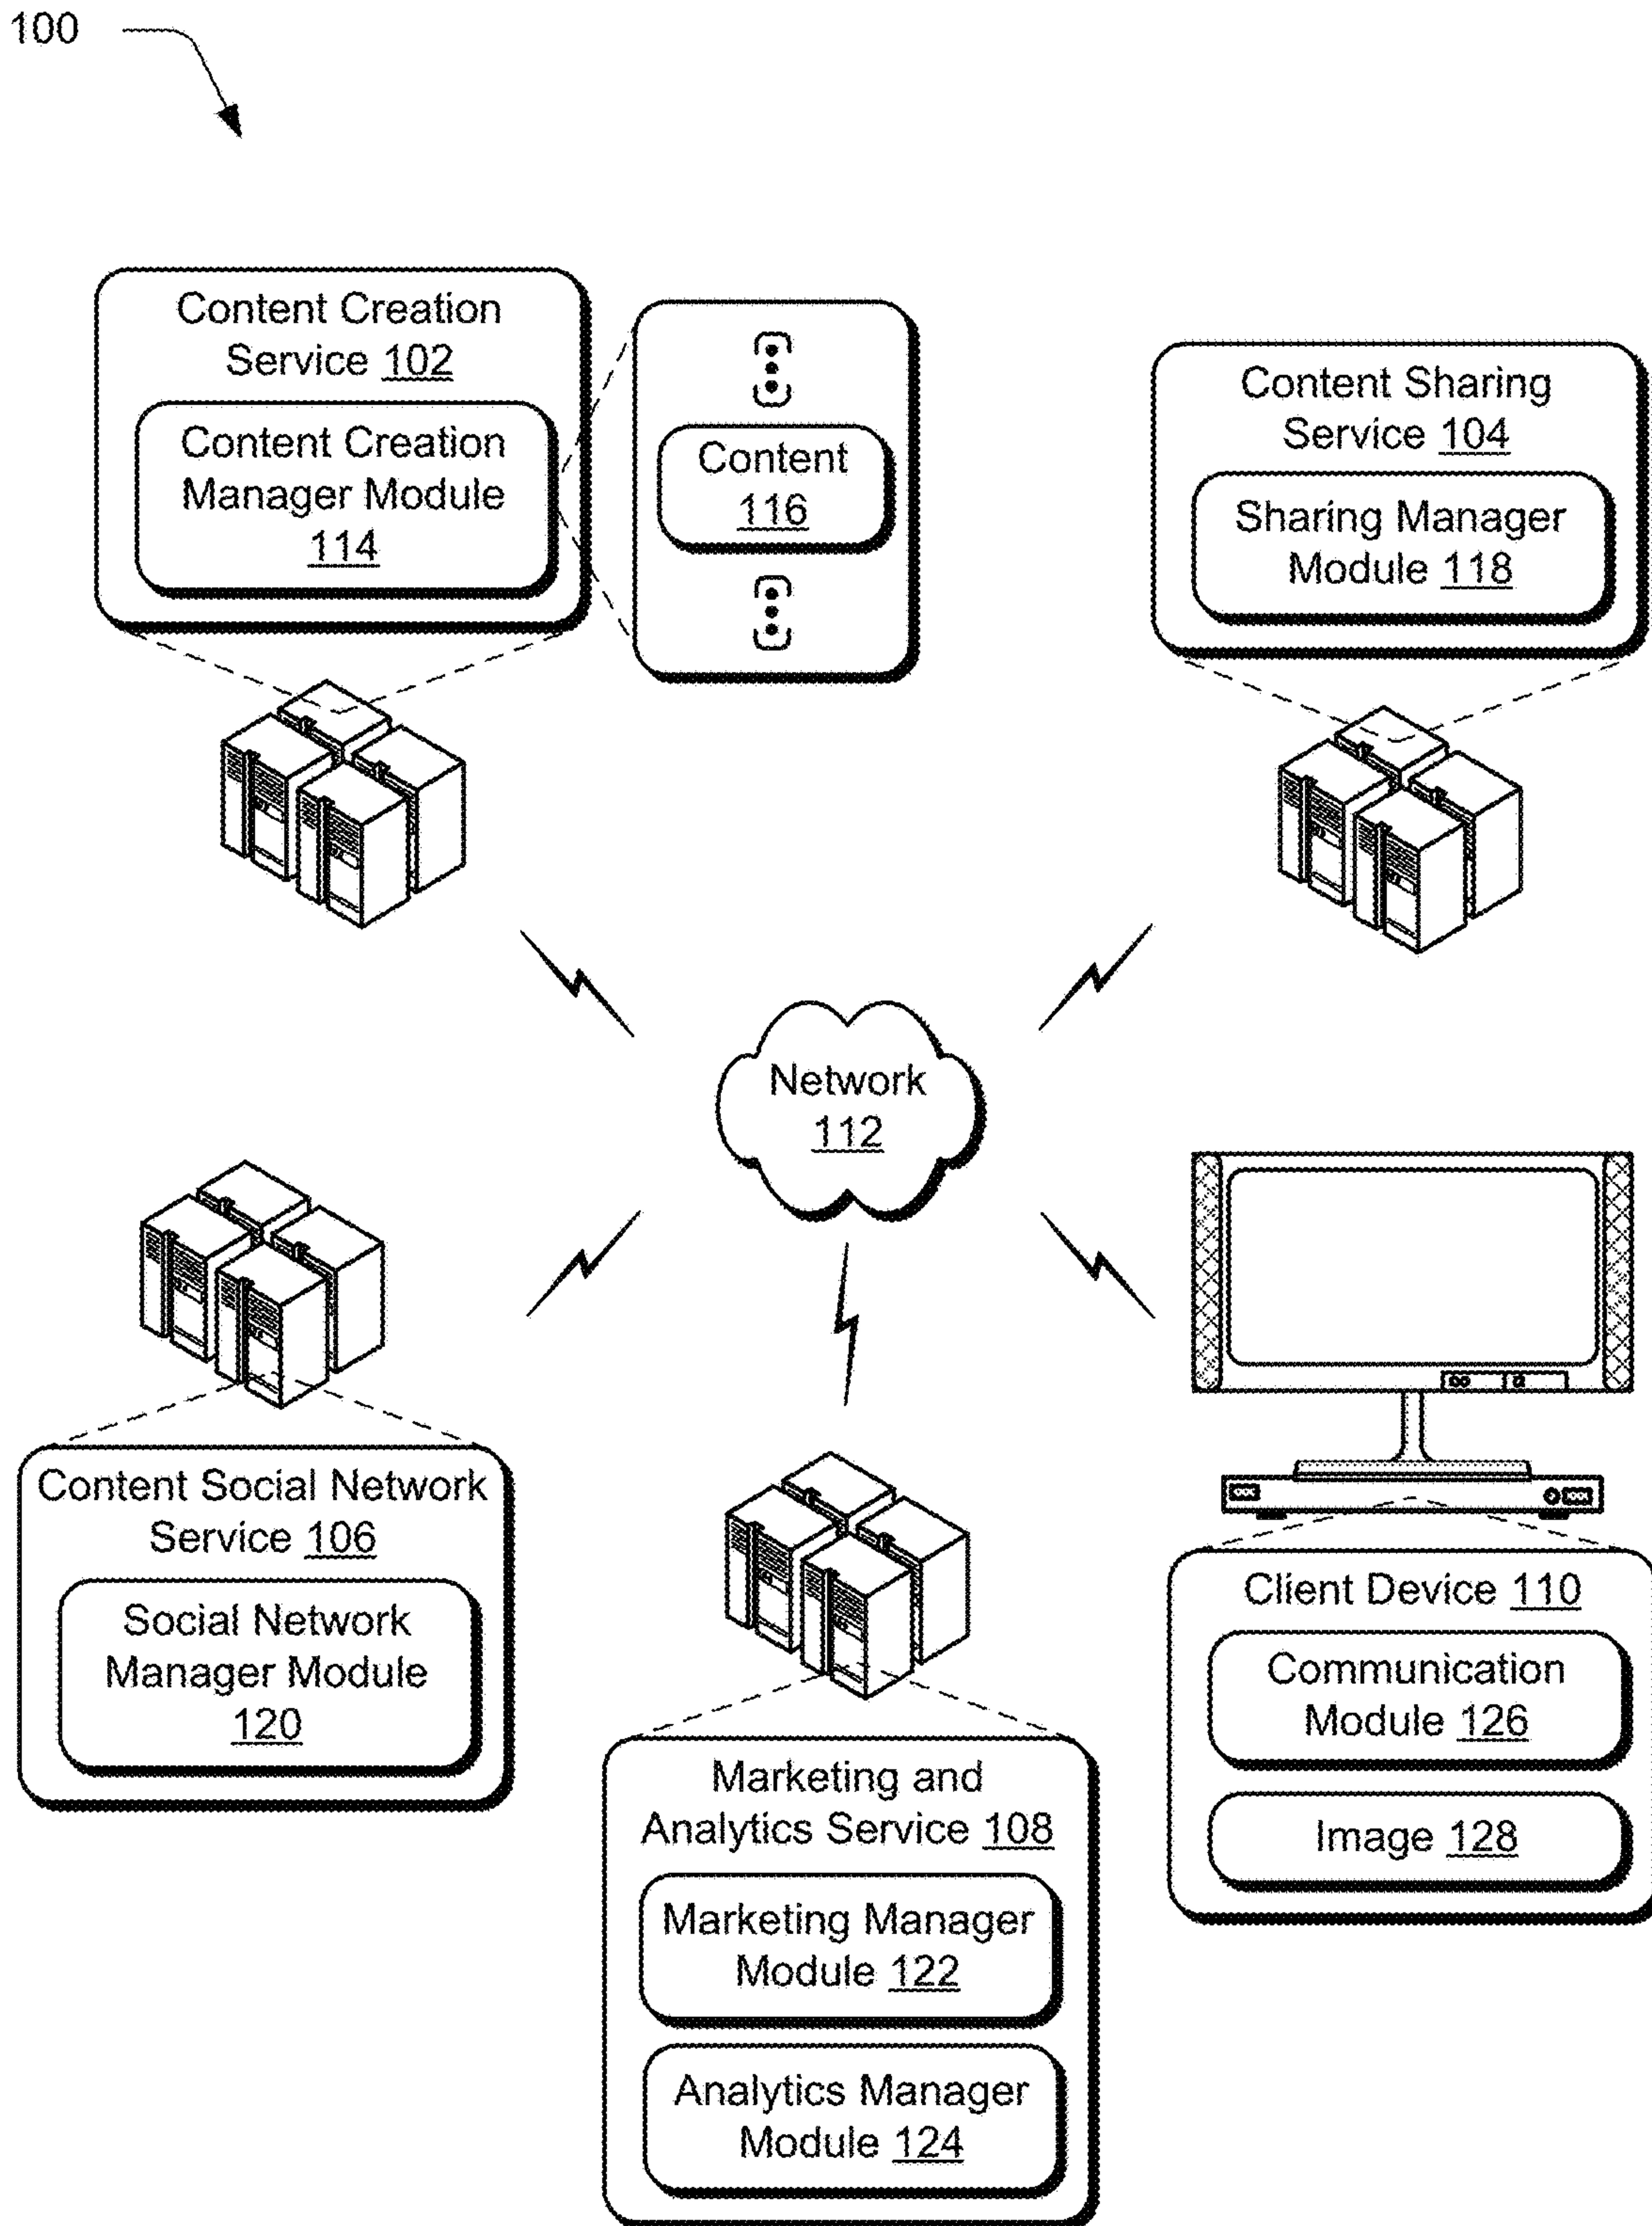 100
Content Creation
Service 102
Content Creation
Manager Module
114
Content
116
Content Sharing
Service 104
Sharing Manager
Module 118
Network
112
Content Social Network
Service 106
Social Network
Manager Module
120
Marketing and
Analytics Service 108
Marketing Manager
Module 122
Analytics Manager
Module 124
Client Device 110
Communication
Module 126
Image 128